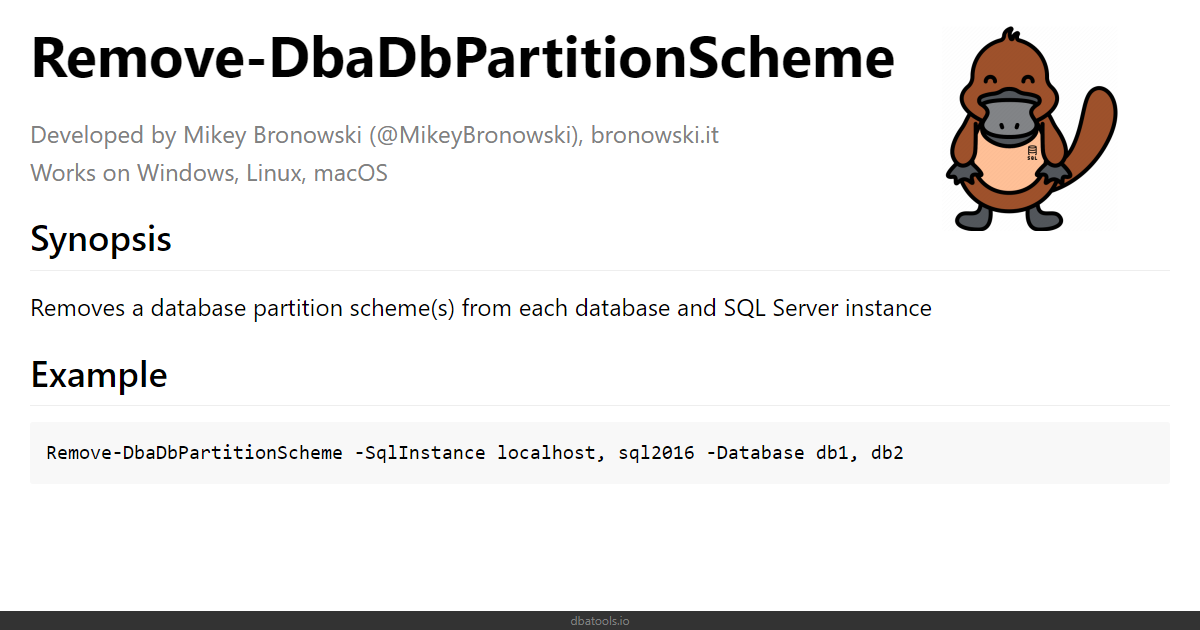 Remove-DbaDbPartitionScheme
Developed by Mikey Bronowski (@MikeyBronowski), bronowski.it
Works on Windows, Linux, macOS
SQL
Synopsis
Removes a database partition scheme(s) from each database and SQL Server instance
Example
Remove-DbaDbPartitionScheme -SqlInstance localhost, sql2016 -Database db1, db2
dbatools.io